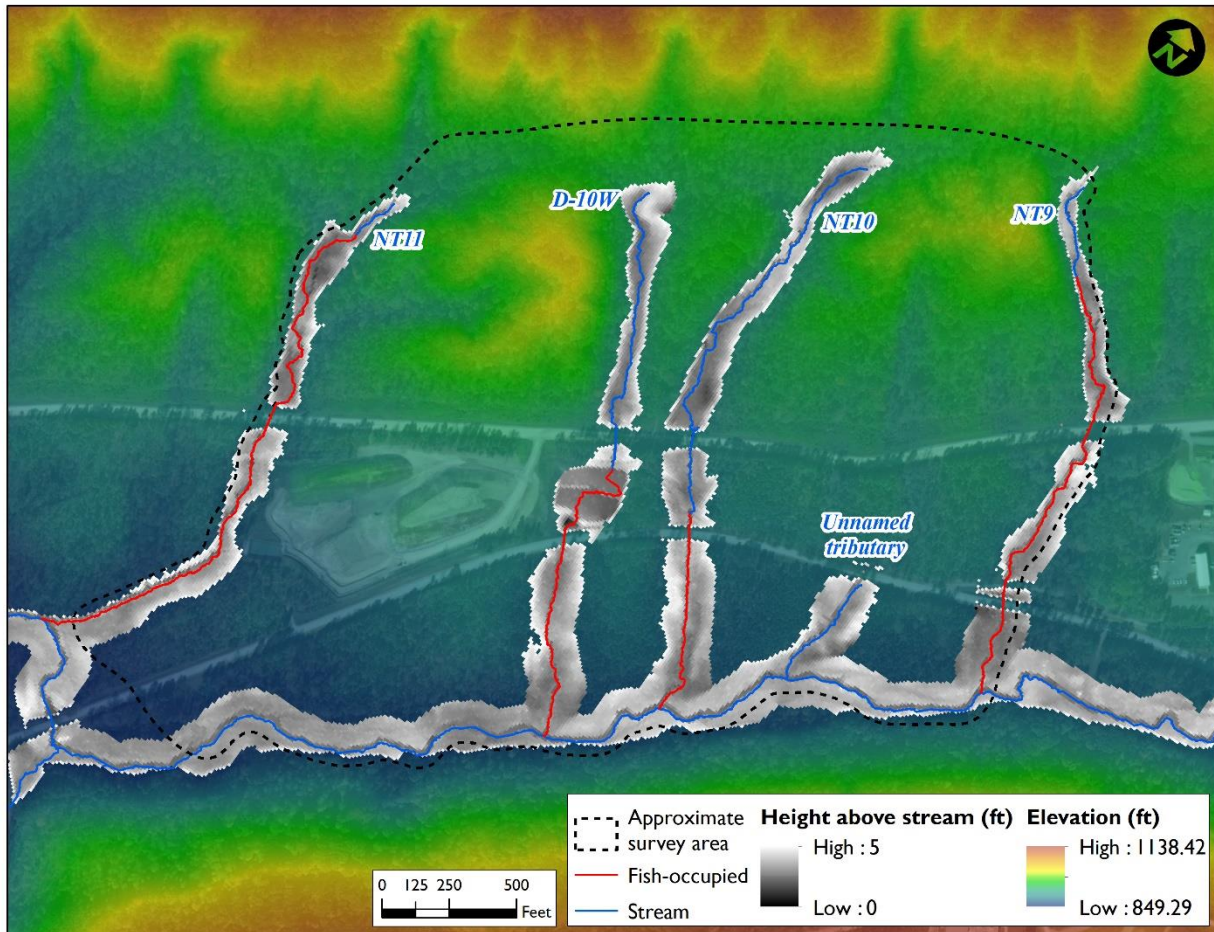 N
D-10W
NT11
NT10
NT9
Unnamed
tributary
Approximate
survey area
Fish-occupied
Stream
Height above stream (ft)
High : 5
Low : 0
Elevation (ft)
High : 1138.42
Low : 849.29
0 125 250 500
Feet